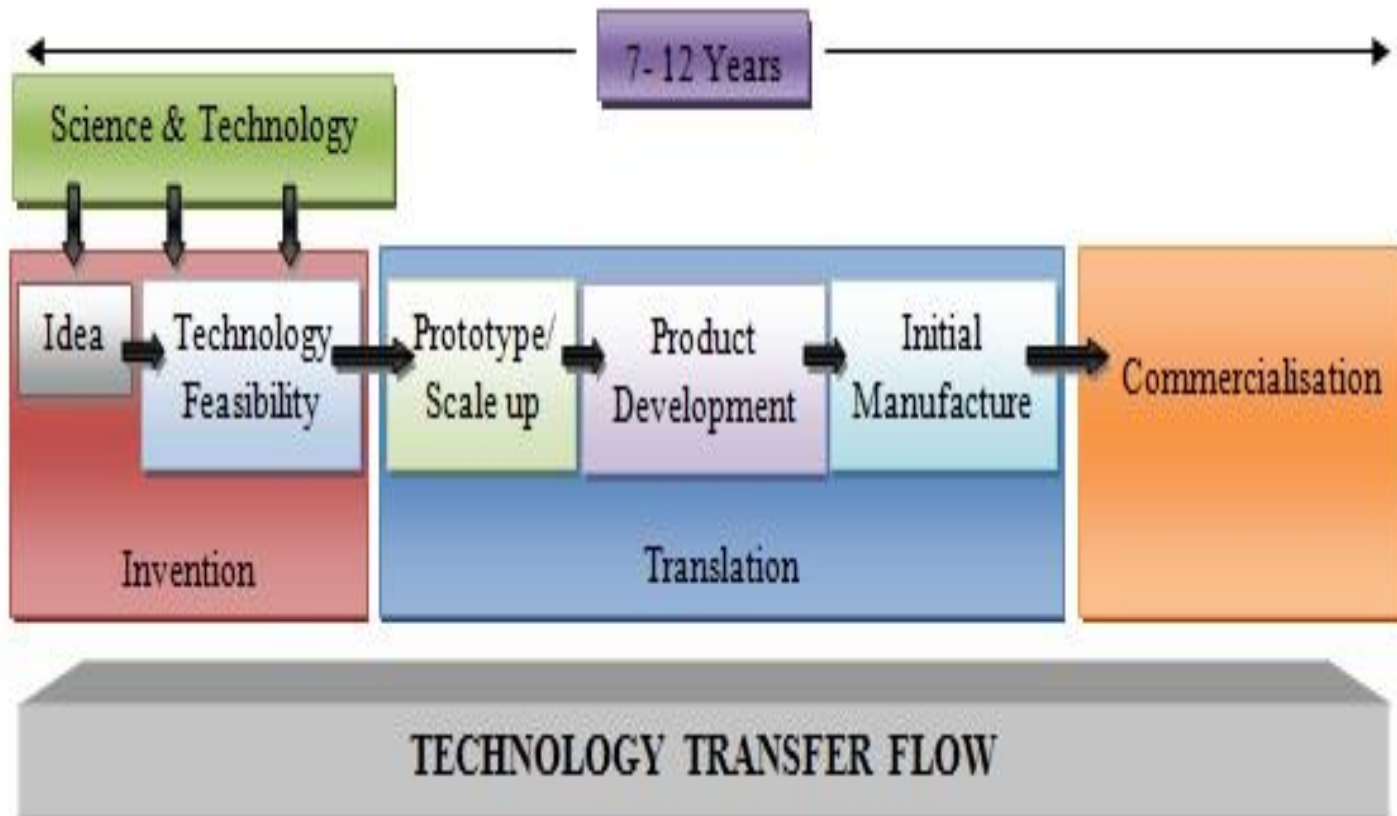 7- 12 Years
Science & Technology
Idea
Technology
Feasibility
Prototype/
Scale up
Product
Development
Initial
Manufacture
Commercialisation
Invention
Translation
TECHNOLOGY TRANSFER FLOW